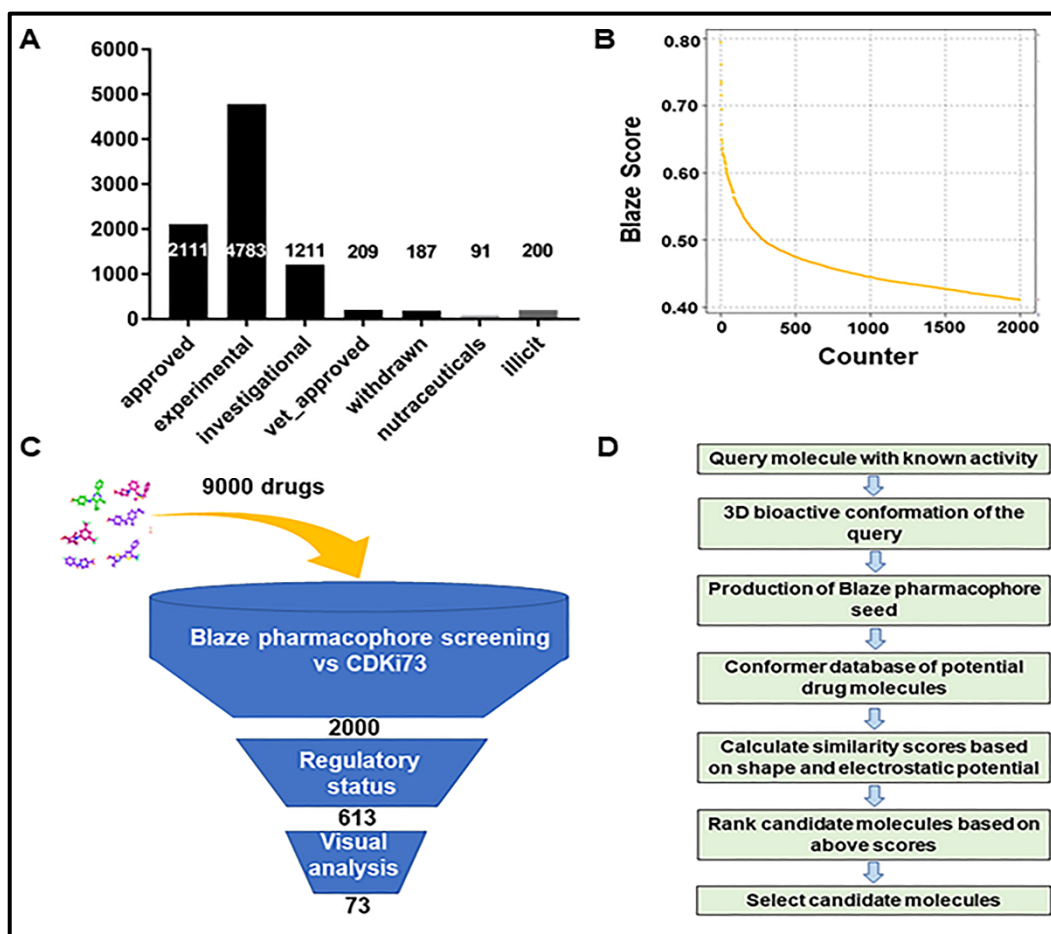 A
6000
5000
4000
3000
2000
1000
0
2111
4783
1211
209
187
91
200
approved
experimental
investigational
vet_approved
withdrawn
nutraceuticals
illicit
B
Blaze Score
0.80
0.70
0.60
0.50
0.40
0
500
1000
1500
2000
Counter
C
9000 drugs
Blaze pharmacophore screening
vs CDKi73
2000
Regulatory
status
613
Visual
analysis
73
D
Query molecule with known activity
3D bioactive conformation of the
query
Production of Blaze pharmacophore
seed
Conformer database of potential
drug molecules
Calculate similarity scores based
on shape and electrostatic potential
Rank candidate molecules based on
above scores
Select candidate molecules